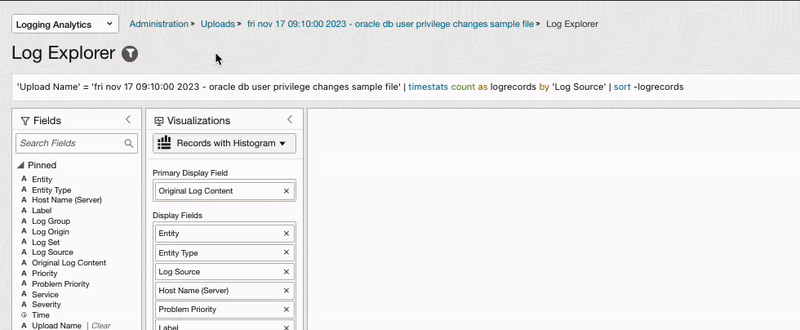 Logging Analytics
Administration » Uploads » fri nov 17 09:10:00 2023 - oracle db user privilege changes sample file » Log Explorer
Log Explorer
'Upload Name' = 'fri nov 17 09:10:00 2023 - oracle db user privilege changes sample file' | timestats count as logrecords by 'Log Source' | sort -logrecords
Fields
Search Fields
Pinned
A Entity
A Entity Type
A Host Name (Server)
A Label
A Log Group
A Log Origin
A Log Set
A Log Source
A Original Log Content
A Priority
A Problem Priority
A Service
A Severity
Time
A Upload Name | Clear
Visualizations
Records with Histogram
Primary Display Field
Original Log Content ×
Display Fields
Entity ×
Entity Type ×
Log Source ×
Host Name (Server) ×
Problem Priority ×
Label ×